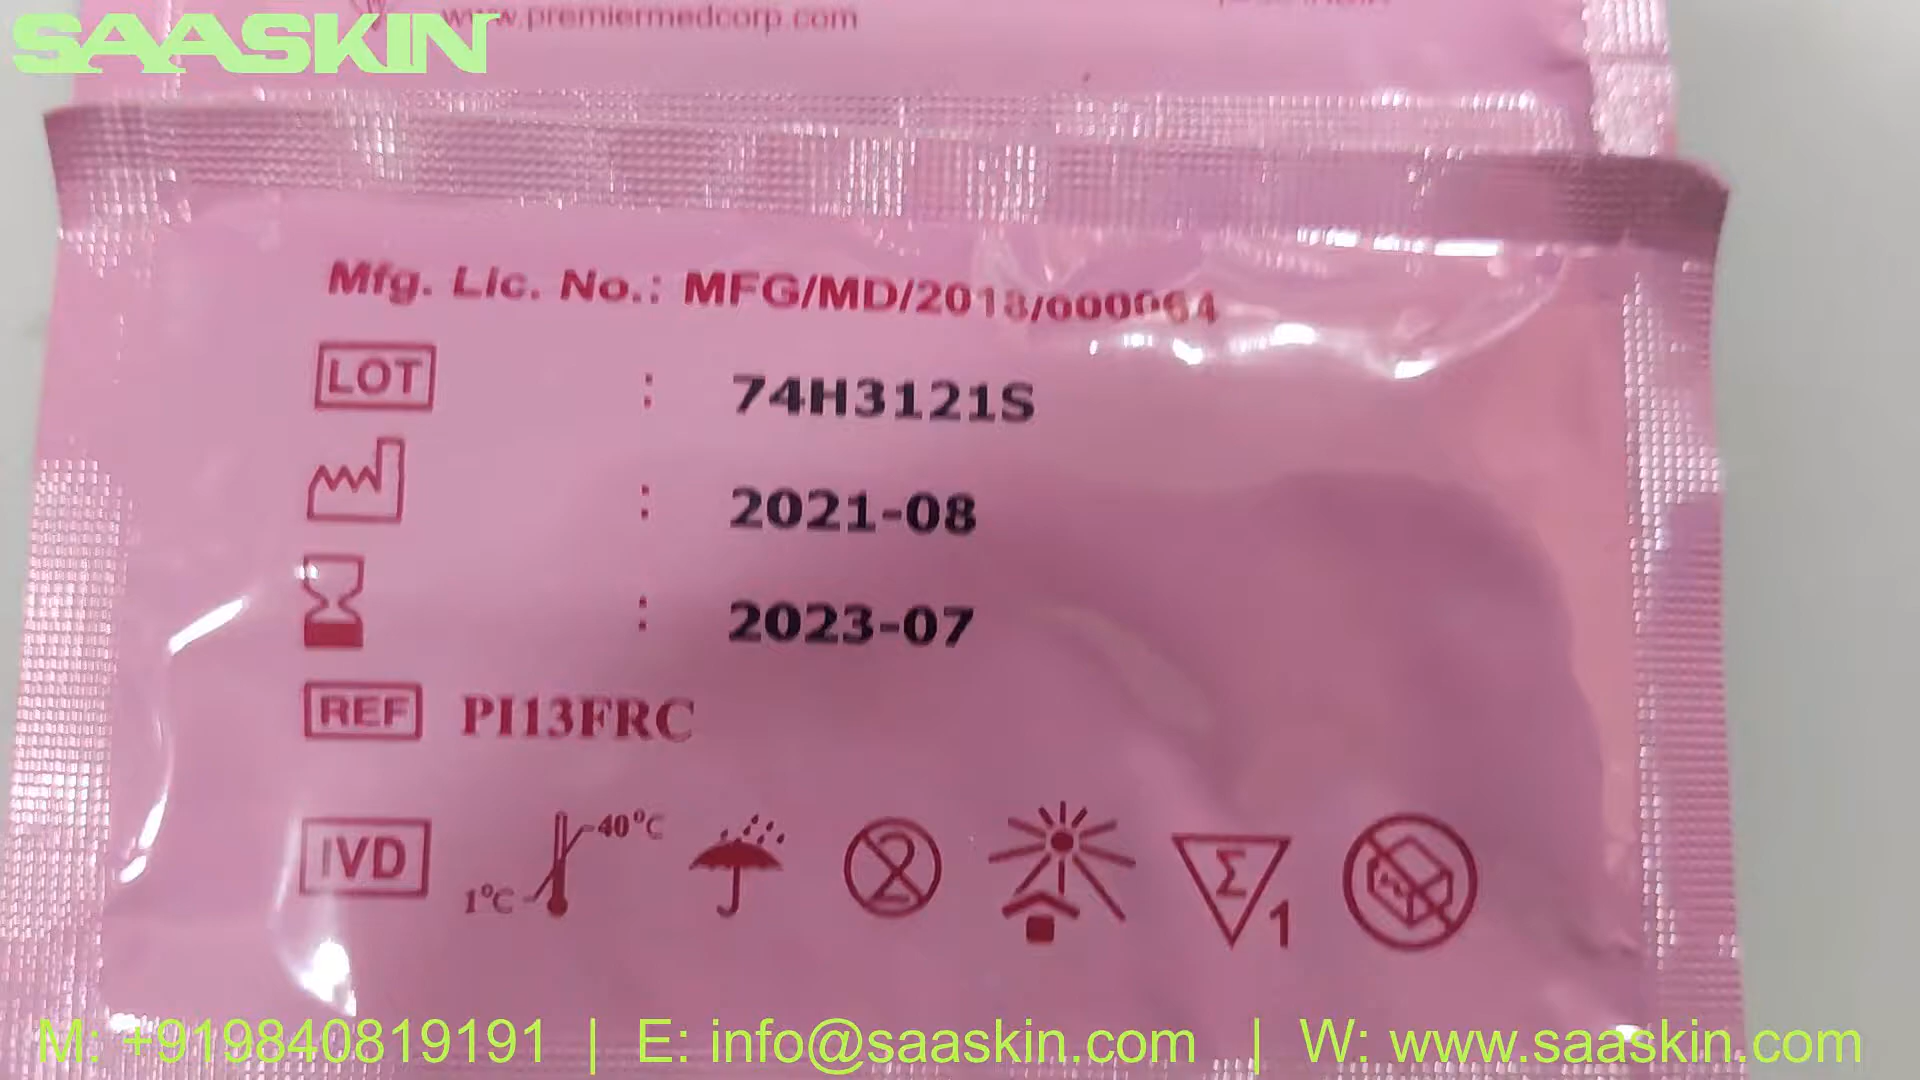 SAASKIN
www.premiermedcorp.com
Mfg. Lic. No.: MFG/MD/2018/000064
LOT : 74H3121S
: 2021-08
: 2023-07
REF PI13FRC
IVD 1°C 40°C 2 Σ 1
M: +919840819191 | E: info@saaskin.com | W: www.saaskin.com